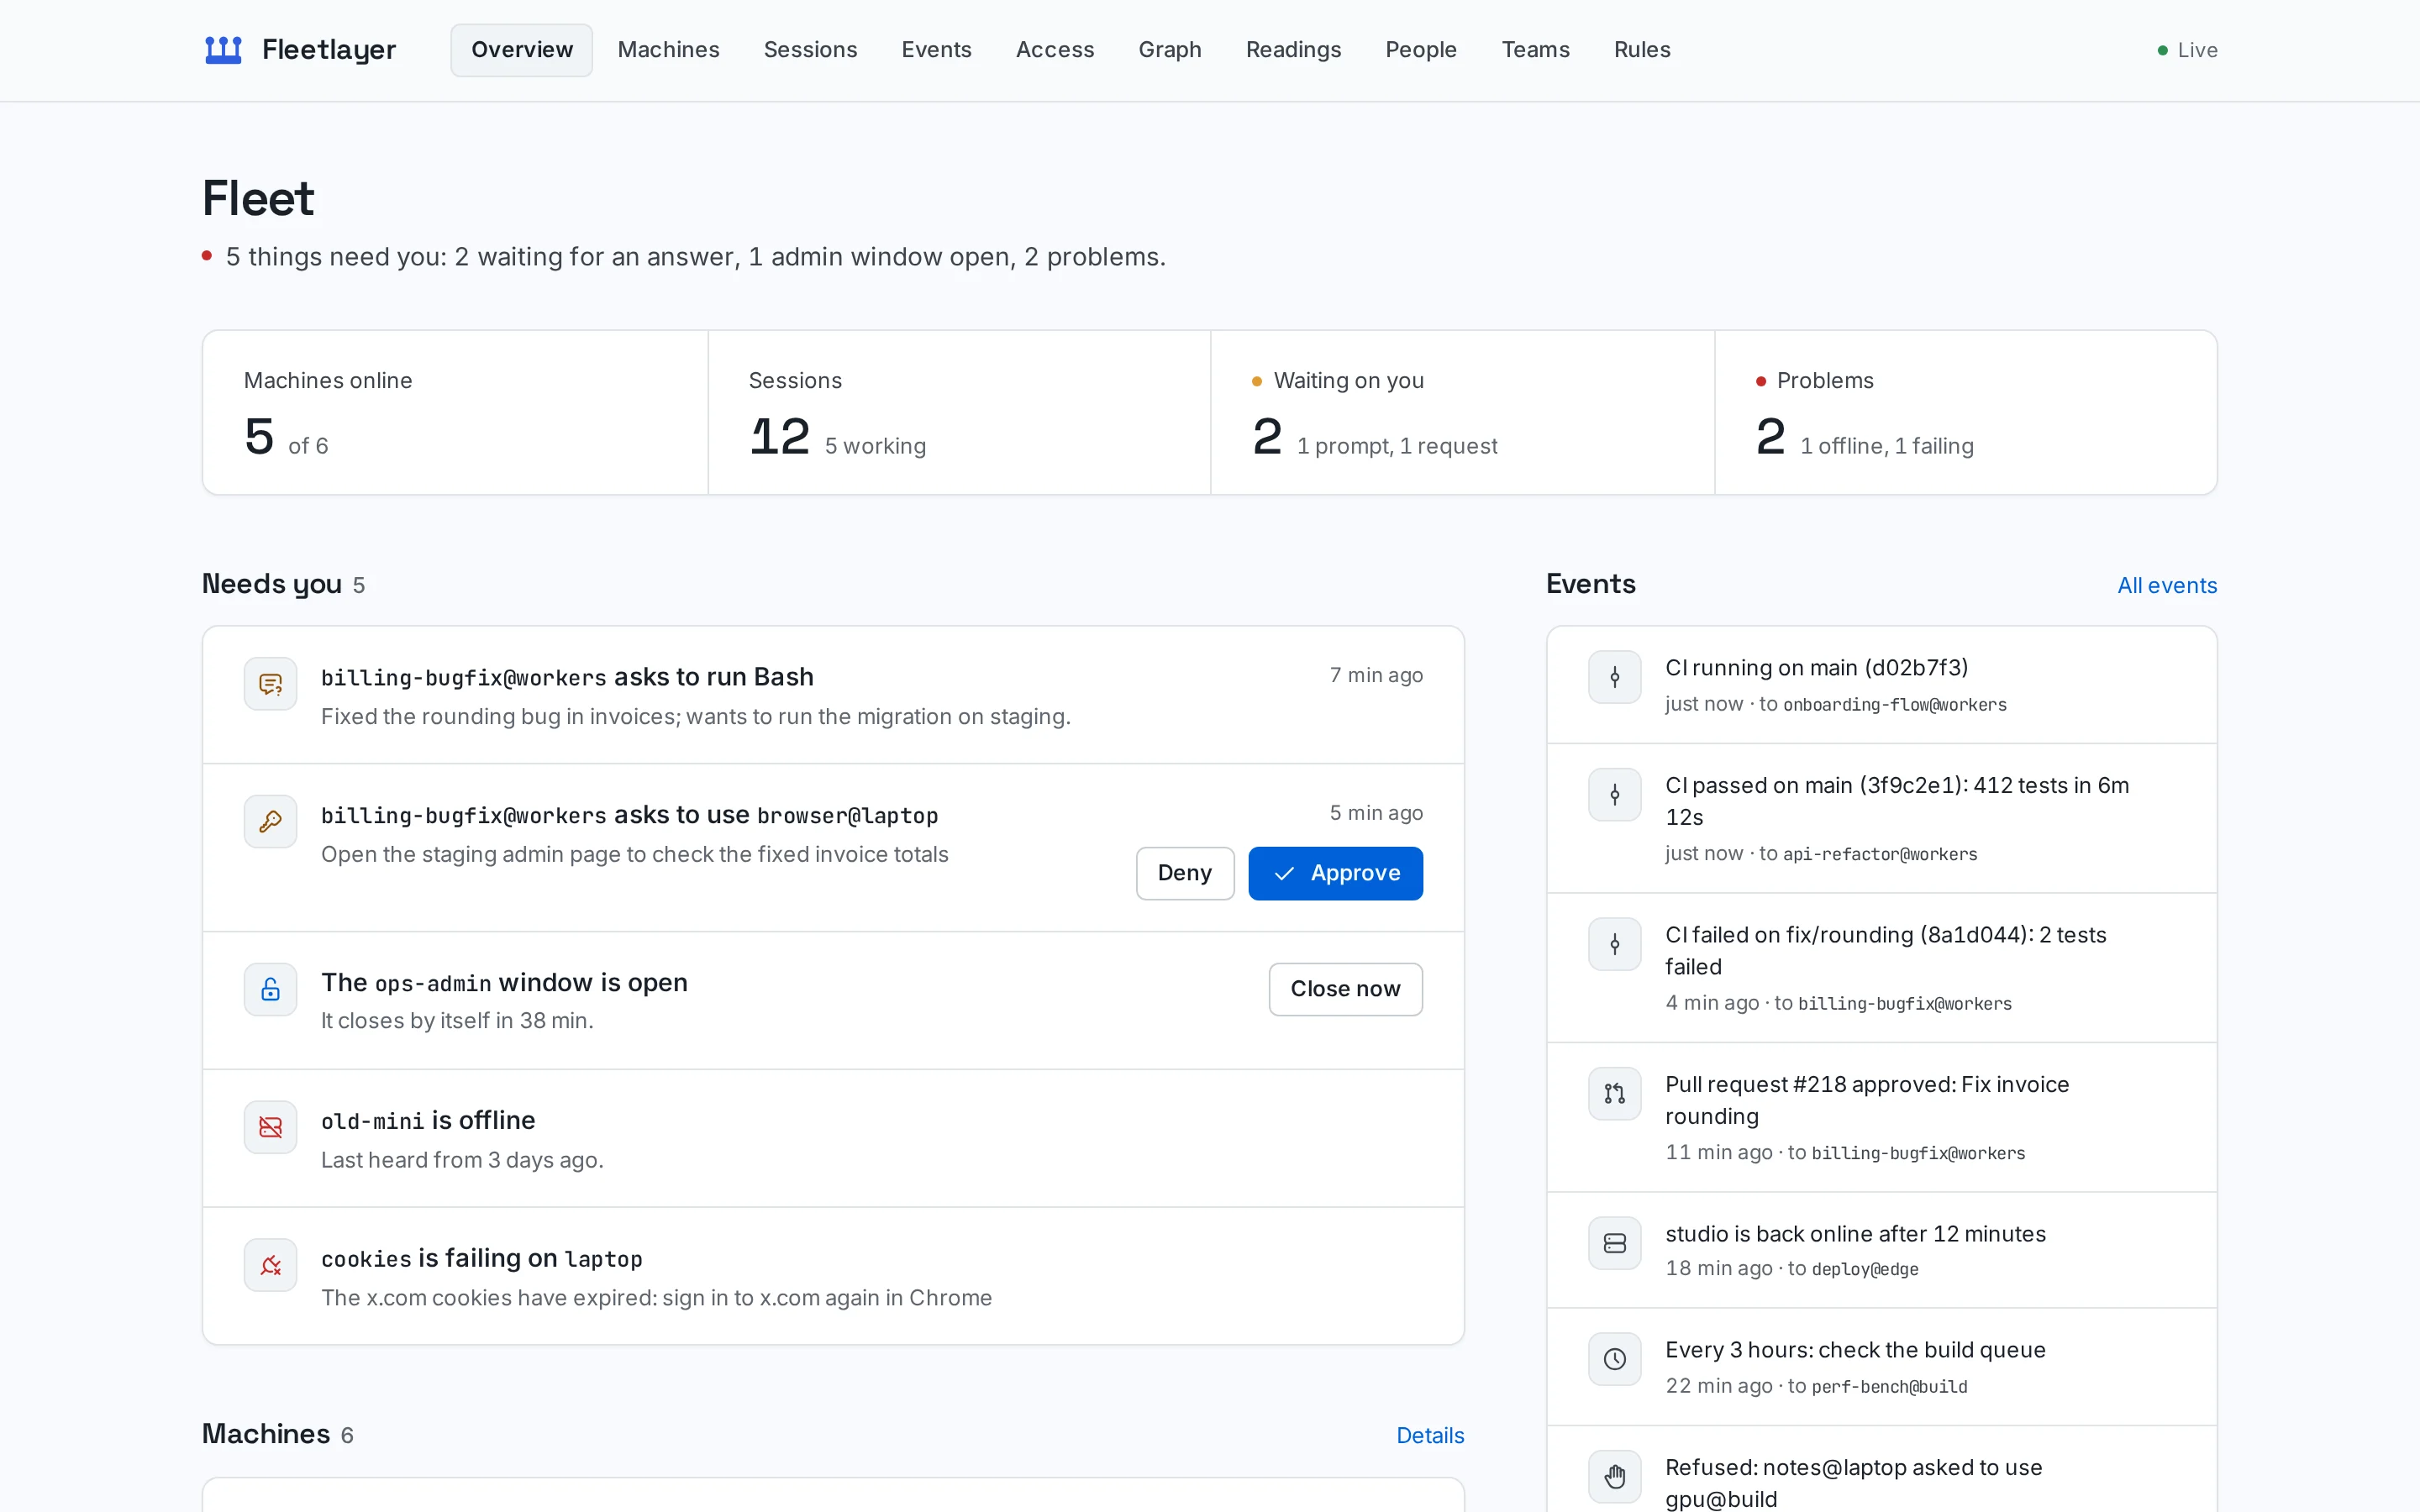 Fleetlayer
Overview
Machines
Sessions
Events
Access
Graph
Readings
People
Teams
Rules
Live
Fleet
5 things need you: 2 waiting for an answer, 1 admin window open, 2 problems.
Machines online
5 of 6
Sessions
12 5 working
Waiting on you
2 1 prompt, 1 request
Problems
2 1 offline, 1 failing
Needs you 5
billing-bugfix@workers asks to run Bash
7 min ago
Fixed the rounding bug in invoices; wants to run the migration on staging.
billing-bugfix@workers asks to use browser@laptop
5 min ago
Open the staging admin page to check the fixed invoice totals
Deny
Approve
The ops-admin window is open
It closes by itself in 38 min.
Close now
old-mini is offline
Last heard from 3 days ago.
cookies is failing on laptop
The x.com cookies have expired: sign in to x.com again in Chrome
Machines 6
Details
Events
All events
CI running on main (d02b7f3)
just now · to onboarding-flow@workers
CI passed on main (3f9c2e1): 412 tests in 6m
12s
just now · to api-refactor@workers
CI failed on fix/rounding (8a1d044): 2 tests
failed
4 min ago · to billing-bugfix@workers
Pull request #218 approved: Fix invoice
rounding
11 min ago · to billing-bugfix@workers
studio is back online after 12 minutes
18 min ago · to deploy@edge
Every 3 hours: check the build queue
22 min ago · to perf-bench@build
Refused: notes@laptop asked to use
gpu@build